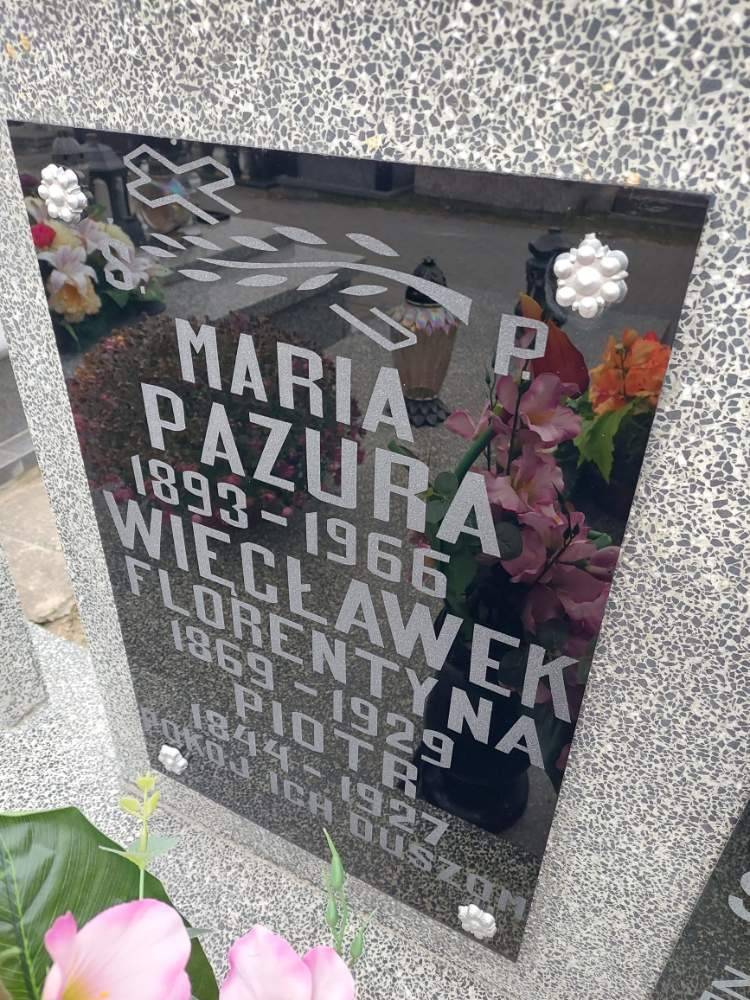 S. P.
MARIA
PAZURA
1893-1966
WIĘCŁAWEK
FLORENTYNA
1869-1929
PIOTR
1844-1927
POKÓJ ICH DUSZOM